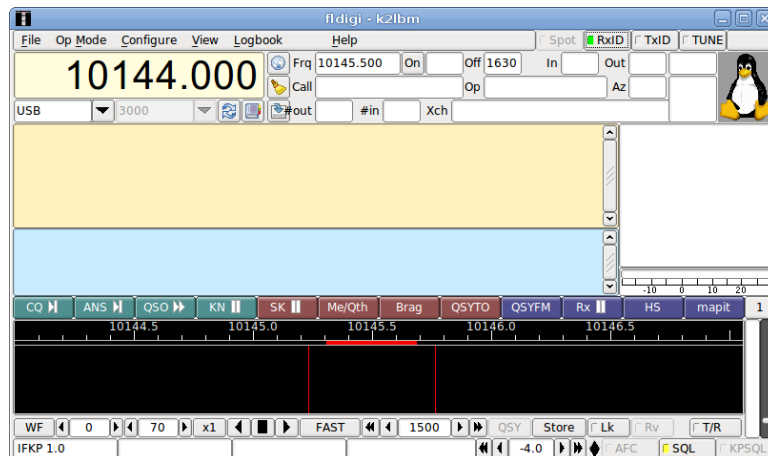 fldigi - k2lbm
File Op Mode Configure View Logbook Help Spot RxID TxID TUNE
10144.000 Frq 10145.500 On Off 1630 In Out
Call Op Az
USB 3000 #out #in Xch
-10 0 10 20
CQ ANS QSO KN SK Me/Qth Brag QSYTO QSYFM Rx HS mapit 1
10144.5 10145.0 10145.5 10146.0 10146.5
WF 0 70 x1 FAST 1500 QSY Store Lk Rv T/R
IFKP 1.0 -4.0 AFC SQL KPSQL